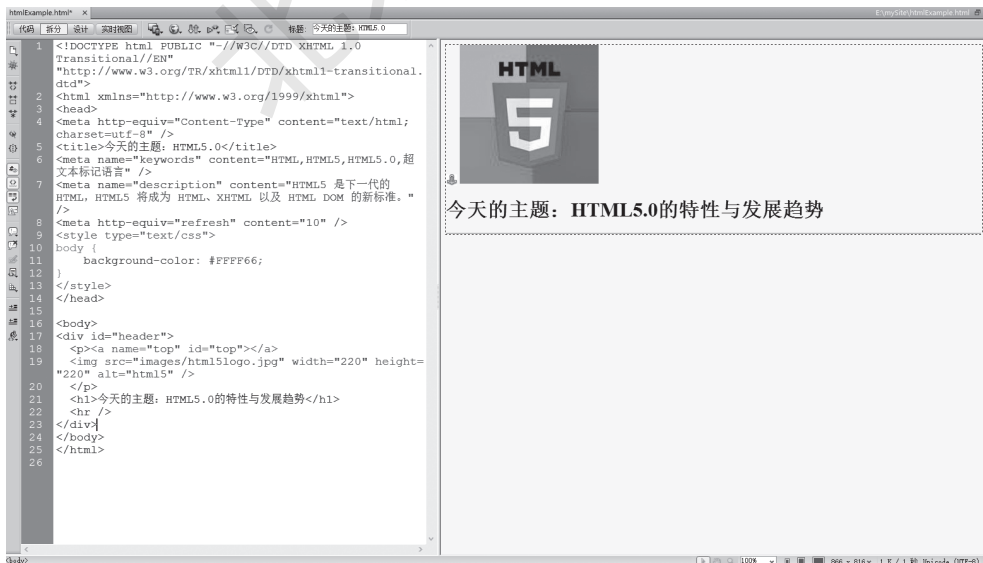 htmlExample.html* ×
E:\mySite\htmlExample.html
代码 拆分 设计 实时视图 标题: 今天的主题: HTML5.0
1 <!DOCTYPE html PUBLIC "-//W3C//DTD XHTML 1.0
Transitional//EN"
"http://www.w3.org/TR/xhtml1/DTD/xhtml1-transitional.
dtd">
2 <html xmlns="http://www.w3.org/1999/xhtml">
3 <head>
4 <meta http-equiv="Content-Type" content="text/html;
charset=utf-8" />
5 <title>今天的主题: HTML5.0</title>
6 <meta name="keywords" content="HTML,HTML5,HTML5.0,超
文本标记语言" />
7 <meta name="description" content="HTML5 是下一代的
HTML, HTML5 将成为 HTML、XHTML 以及 HTML DOM 的新标准。"
/>
8 <meta http-equiv="refresh" content="10" />
9 <style type="text/css">
10 body {
11 background-color: #FFFF66;
12 }
13 </style>
14 </head>
15
16 <body>
17 <div id="header">
18 <p><a name="top" id="top"></a>
19 <img src="images/html5logo.jpg" width="220" height=
"220" alt="html5" />
20 </p>
21 <h1>今天的主题: HTML5.0的特性与发展趋势</h1>
22 <hr />
23 </div>
24 </body>
25 </html>
26
HTML
5
今天的主题：HTML5.0的特性与发展趋势
<body>
100% 866 x 816 1 K / 1 秒 Unicode (UTF-8)